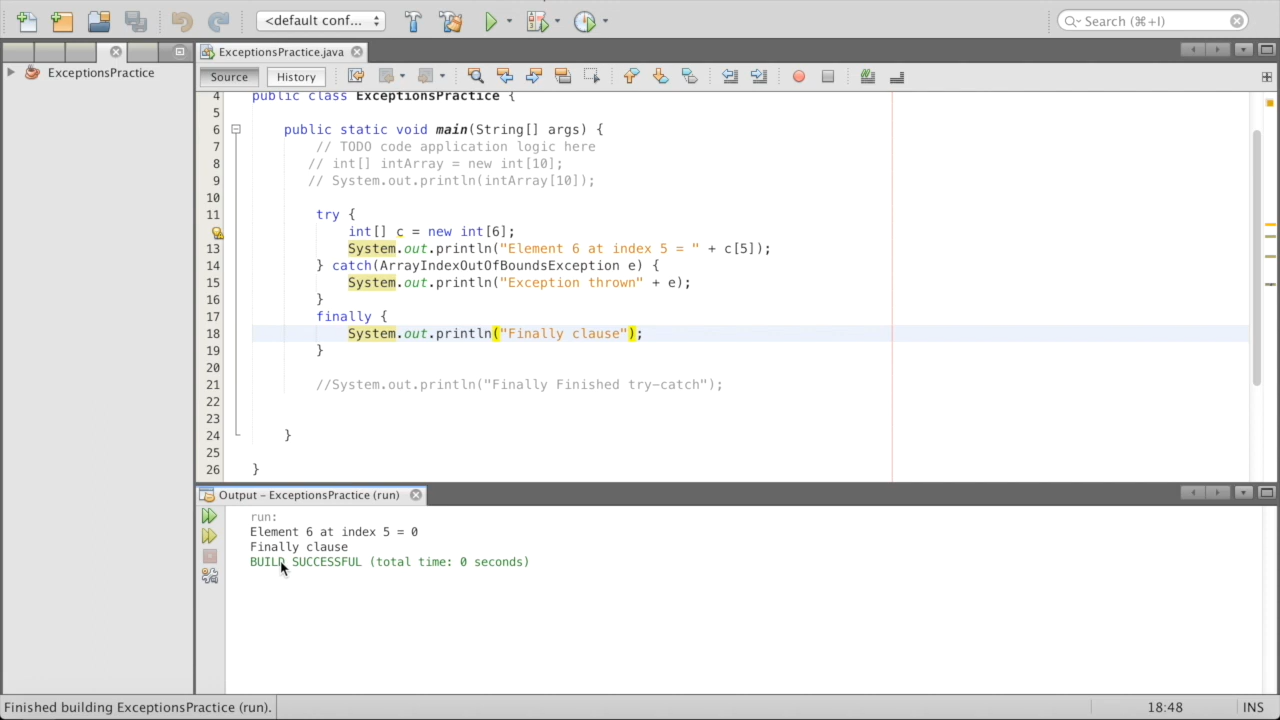 <default conf...
Search (⌘+I)
ExceptionsPractice.java
ExceptionsPractice
Source
History
4 public class ExceptionsPractice {
5
6 public static void main(String[] args) {
7 // TODO code application logic here
8 // int[] intArray = new int[10];
9 // System.out.println(intArray[10]);
10
11 try {
int[] c = new int[6];
13 System.out.println("Element 6 at index 5 = " + c[5]);
14 } catch(ArrayIndexOutOfBoundsException e) {
15 System.out.println("Exception thrown" + e);
16 }
17 finally {
18 System.out.println("Finally clause");
19 }
20
21 //System.out.println("Finally Finished try-catch");
22
23
24 }
25
26 }
Output – ExceptionsPractice (run)
run:
Element 6 at index 5 = 0
Finally clause
BUILD SUCCESSFUL (total time: 0 seconds)
Finished building ExceptionsPractice (run).
18:48
INS